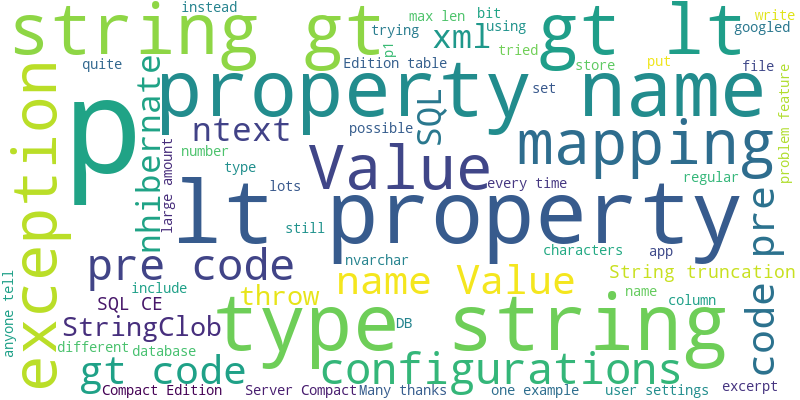 instead
max len
bit
write
string gt
trying
p1
xml
using
tried
gt lt
googled
exception
quite
p
nhibernate
Edition table
store
file
put
property name
set
problem feature
large amount
ntext
number
possible
SQL
mapping
type
lots
Value
every time
regular
lt property
still
characters
app
code pre
pre code
nvarchar
name Value
String truncation
anyone tell
include
throw
name
column
SQL CE
StringClob
type string
DB
different
database
gt code
configurations
Compact Edition
Server Compact
Many thanks
one example
user settings
excerpt